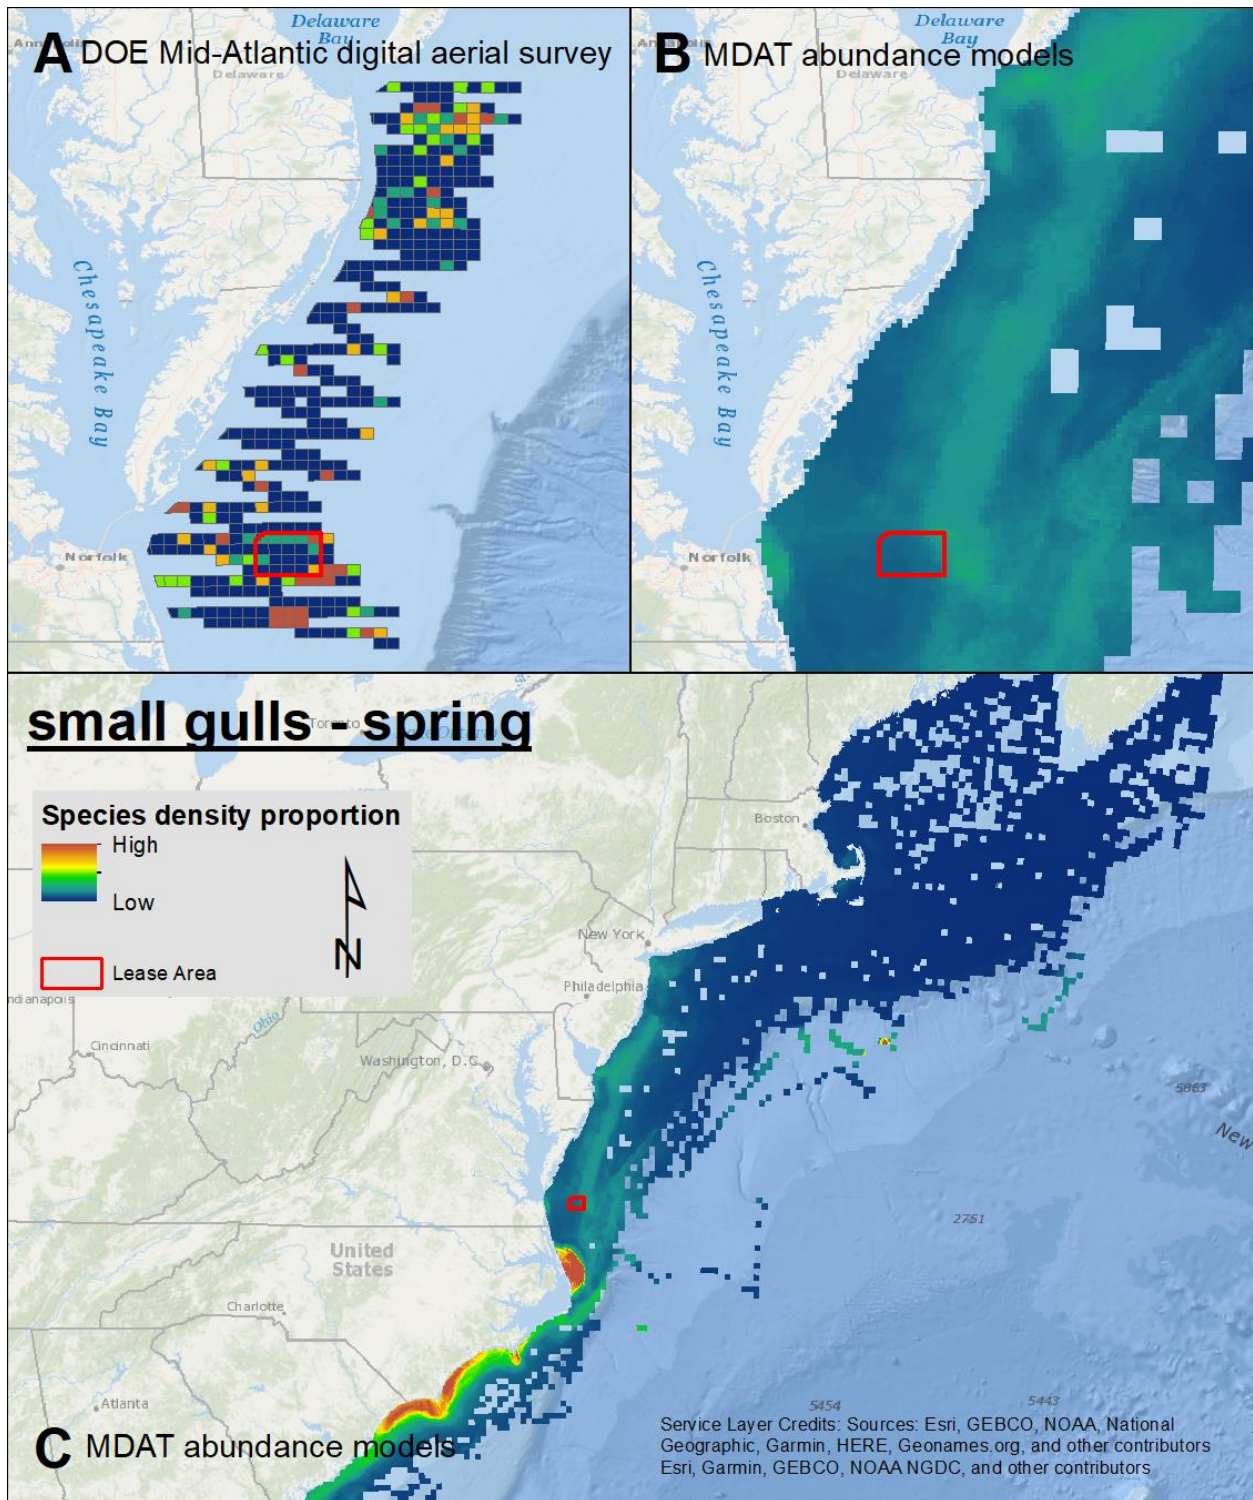 A DOE Mid-Atlantic digital aerial survey
Delaware
Bay
Delaware
Chesapeake Bay
Norfolk
B MDAT abundance models
Delaware
Bay
Delaware
Chesapeake Bay
Norfolk
small gulls - spring
Toronto
Species density proportion
High
Low
N
Lease Area
Boston
New York
Philadelphia
ndianapolis
Ohio
Cincinnati
Washington, D.C.
5863
New
2751
United
States
Charlotte
Atlanta
5454
5443
C MDAT abundance models
Service Layer Credits: Sources: Esri, GEBCO, NOAA, National
Geographic, Garmin, HERE, Geonames.org, and other contributors
Esri, Garmin, GEBCO, NOAA NGDC, and other contributors